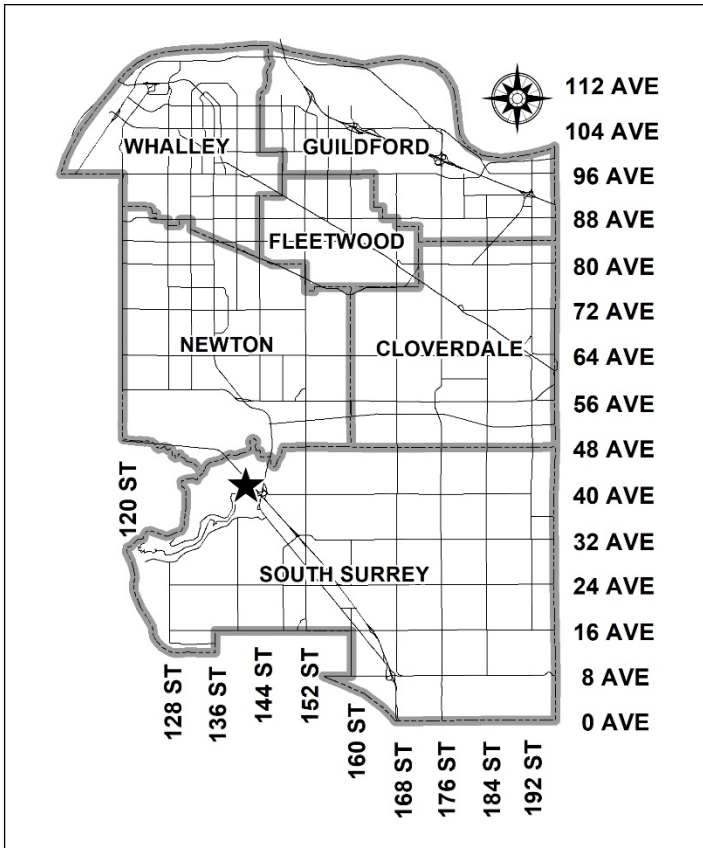 112 AVE
104 AVE
WHALLEY
GUILDFORD
96 AVE
88 AVE
FLEETWOOD
80 AVE
72 AVE
NEWTON
CLOVERDALE
64 AVE
56 AVE
48 AVE
120 ST
40 AVE
32 AVE
SOUTH SURREY
24 AVE
16 AVE
8 AVE
0 AVE
128 ST
136 ST
144 ST
152 ST
160 ST
168 ST
176 ST
184 ST
192 ST